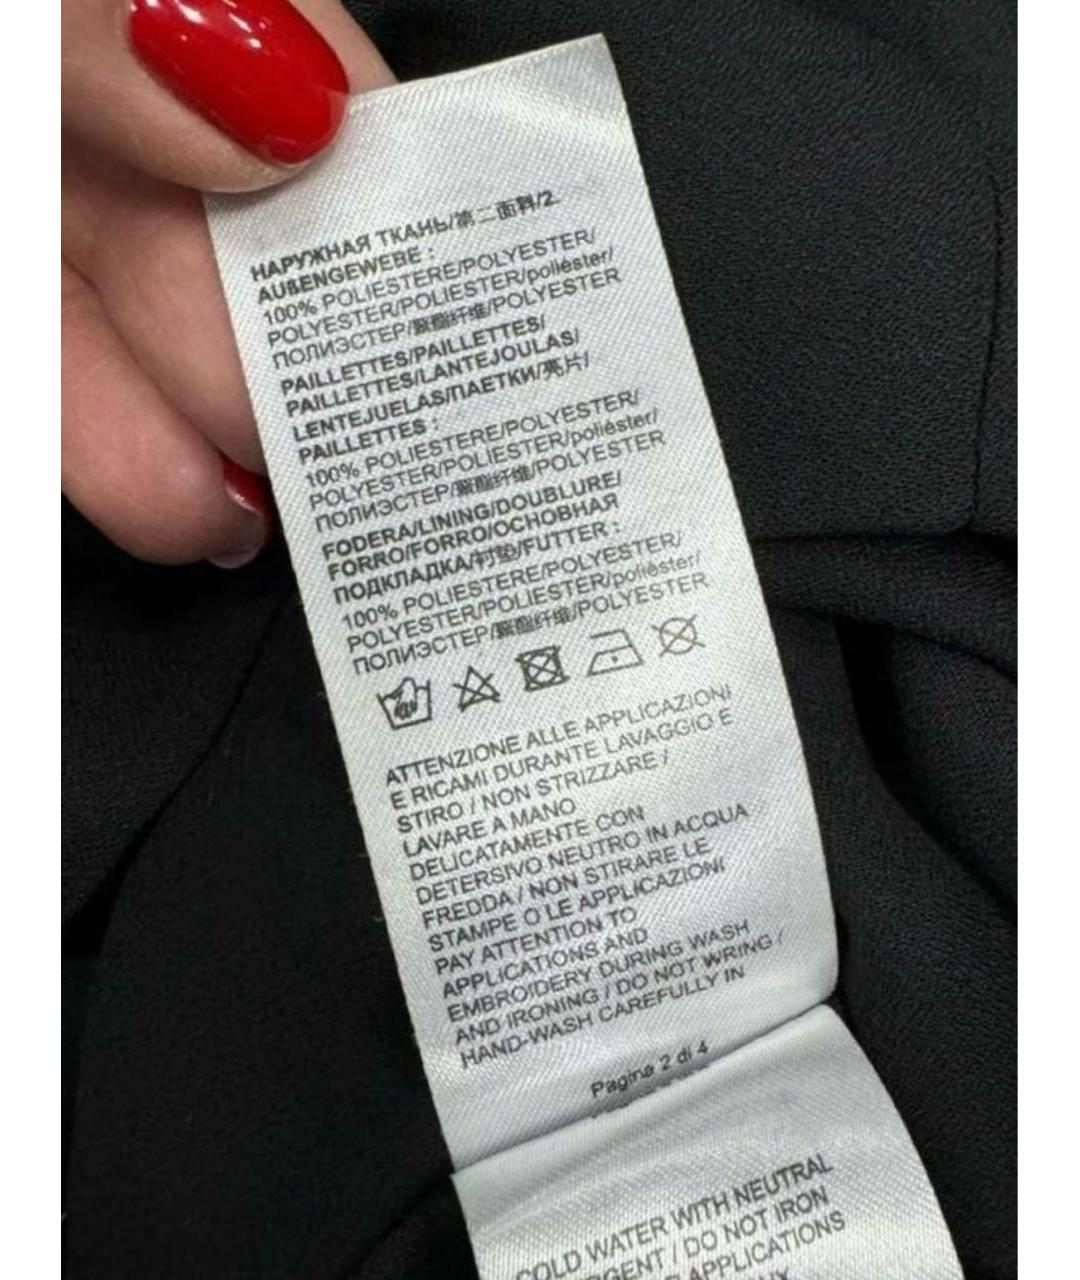 НАРУЖНАЯ ТКАНЬ/第二面料/2.
AUßENGEWEBE :
100% POLIESTERE/POLYESTER/
POLYESTER/POLIESTER/poliéster/
ПОЛИЭСТЕР/聚酯纤维/POLYESTER
PAILLETTES/PAILLETTES/
PAILLETTES/LANTEJOULAS/
LENTEJUELAS/ПАЕТКИ/亮片/
PAILLETTES :
100% POLIESTERE/POLYESTER/
POLYESTER/POLIESTER/poliéster/
ПОЛИЭСТЕР/聚酯纤维/POLYESTER
FODERA/LINING/DOUBLURE/
FORRO/FORRO/ОСНОВНАЯ
ПОДКЛАДКА/衬垫/FUTTER :
100% POLIESTERE/POLYESTER/
POLYESTER/POLIESTER/poliéster/
ПОЛИЭСТЕР/聚酯纤维/POLYESTER
ATTENZIONE ALLE APPLICAZIONI
E RICAMI DURANTE LAVAGGIO E
STIRO / NON STRIZZARE /
LAVARE A MANO
DELICATAMENTE CON
DETERSIVO NEUTRO IN ACQUA
FREDDA / NON STIRARE LE
STAMPE O LE APPLICAZIONI
PAY ATTENTION TO
APPLICATIONS AND
EMBROIDERY DURING WASH
AND IRONING / DO NOT WRING /
HAND-WASH CAREFULLY IN
Pagina 2 di 4
COLD WATER WITH NEUTRAL
/ DO NOT IRON
APPLICATIONS